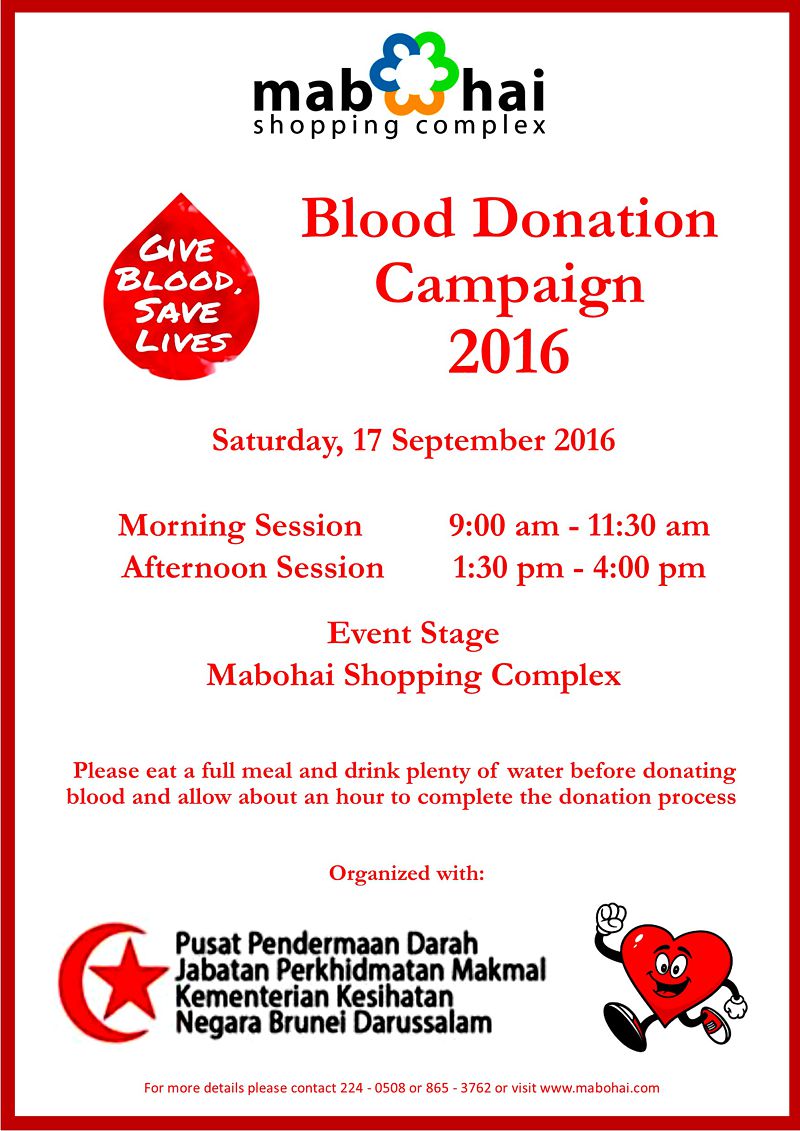 mabohai
shopping complex
GIVE
BLOOD,
SAVE
LIVES
Blood Donation
Campaign
2016
Saturday, 17 September 2016
Morning Session 9:00 am - 11:30 am
Afternoon Session 1:30 pm - 4:00 pm
Event Stage
Mabohai Shopping Complex
Please eat a full meal and drink plenty of water before donating
blood and allow about an hour to complete the donation process
Organized with:
Pusat Pendermaan Darah
Jabatan Perkhidmatan Makmal
Kementerian Kesihatan
Negara Brunei Darussalam
For more details please contact 224 - 0508 or 865 - 3762 or visit www.mabohai.com